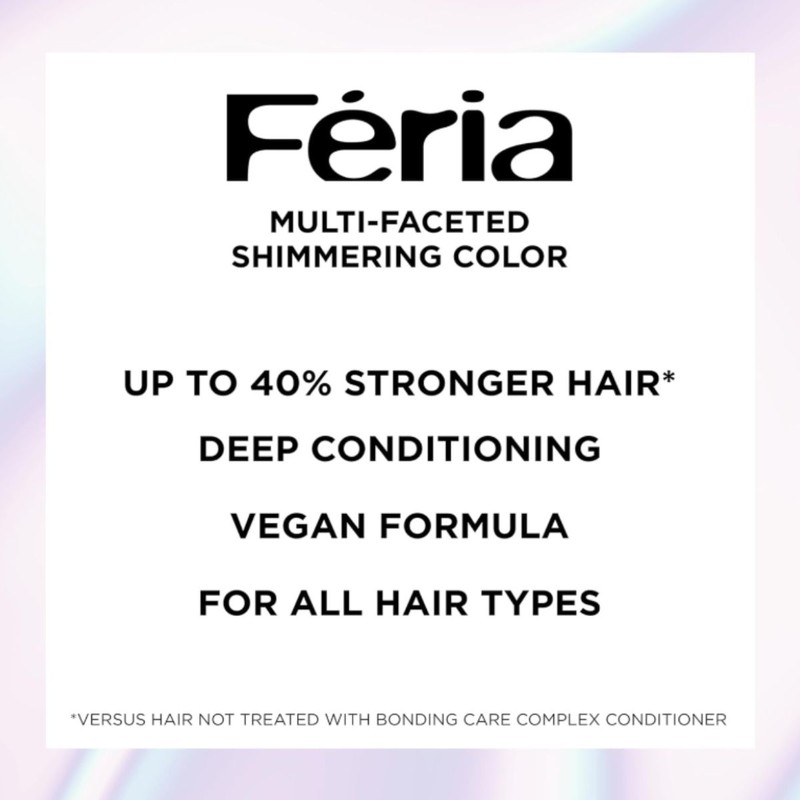 Féria
MULTI-FACETED
SHIMMERING COLOR
UP TO 40% STRONGER HAIR*
DEEP CONDITIONING
VEGAN FORMULA
FOR ALL HAIR TYPES
*VERSUS HAIR NOT TREATED WITH BONDING CARE COMPLEX CONDITIONER